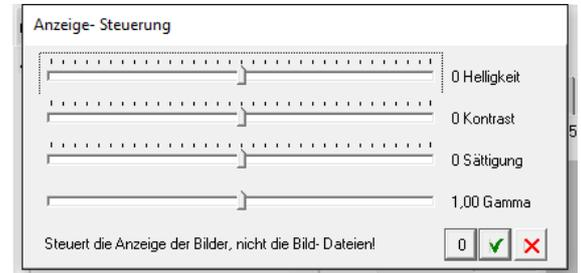 Anzeige- Steuerung
0 Helligkeit
0 Kontrast
0 Sättigung
1,00 Gamma
Steuert die Anzeige der Bilder, nicht die Bild- Dateien!
0
5